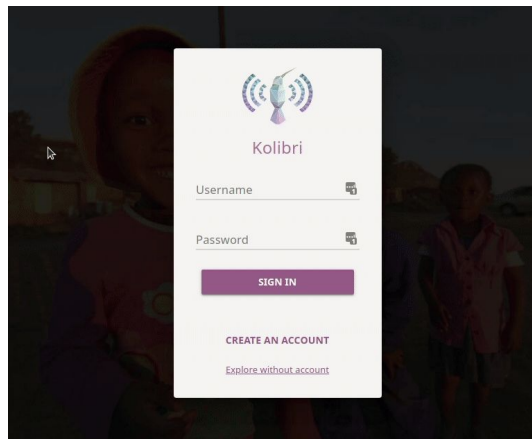 Kolibri
Username
Password
SIGN IN
CREATE AN ACCOUNT
Explore without account